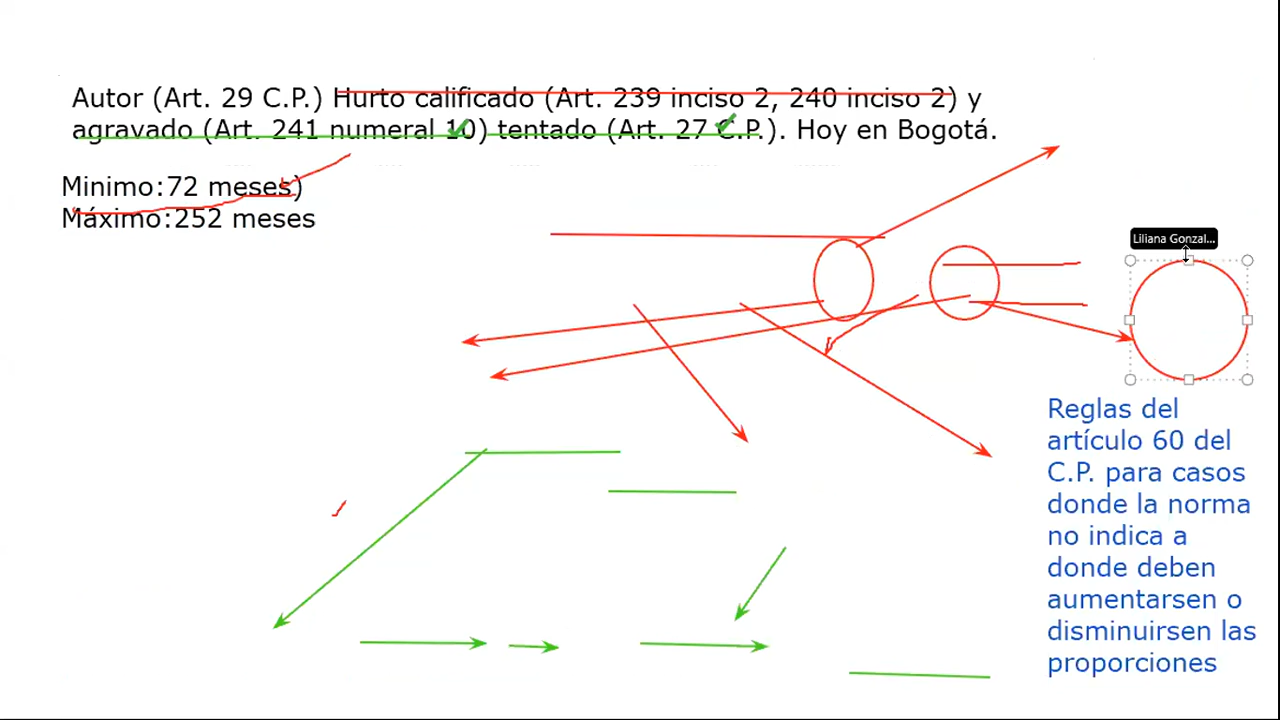 Autor (Art. 29 C.P.) Hurto calificado (Art. 239 inciso 2, 240 inciso 2) y
agravado (Art. 241 numeral 10) tentado (Art. 27 C.P.). Hoy en Bogotá.
Minimo:72 meses)
Máximo:252 meses
Liliana Gonzal...
Reglas del
artículo 60 del
C.P. para casos
donde la norma
no indica a
donde deben
aumentarsen o
disminuirsen las
proporciones